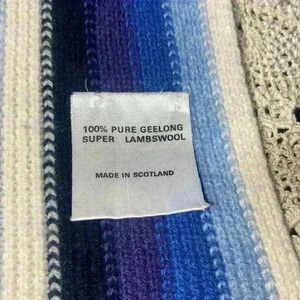 100% PURE GEELONG
SUPER LAMBSWOOL
MADE IN SCOTLAND